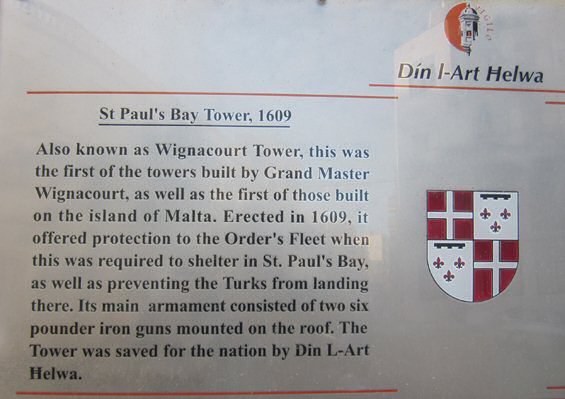 Vigilo
Din l-Art Helwa
St Paul's Bay Tower, 1609
Also known as Wignacourt Tower, this was
the first of the towers built by Grand Master
Wignacourt, as well as the first of those built
on the island of Malta. Erected in 1609, it
offered protection to the Order's Fleet when
this was required to shelter in St. Paul's Bay,
as well as preventing the Turks from landing
there. Its main armament consisted of two six
pounder iron guns mounted on the roof. The
Tower was saved for the nation by Din L-Art
Helwa.